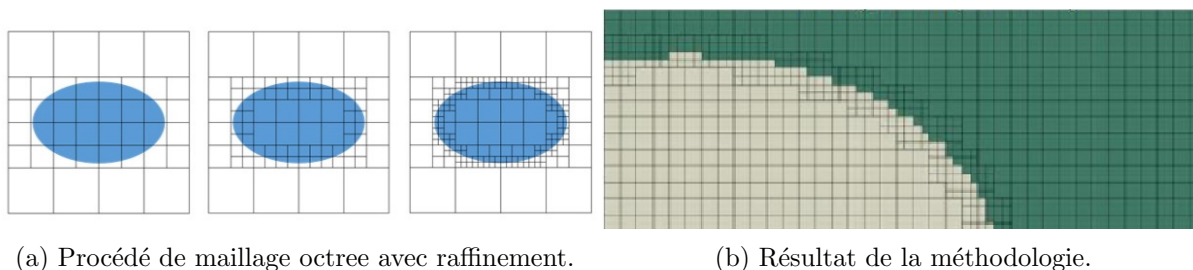 (a) Procédé de maillage octree avec raffinement.
(b) Résultat de la méthodologie.